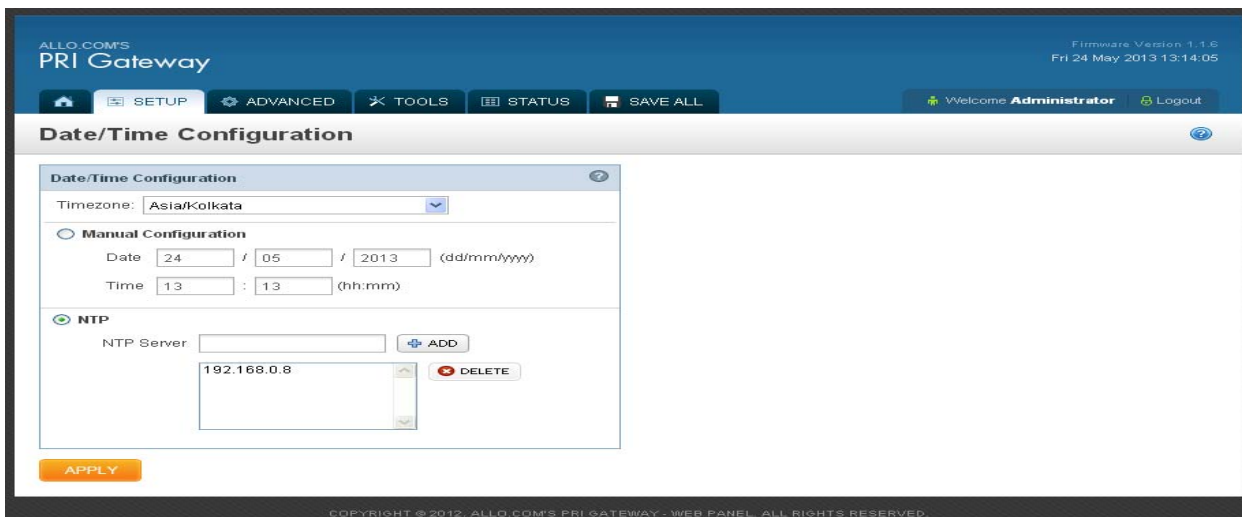 ALLO.COM'S
PRI Gateway
Firmware Version 1.1.6
Fri 24 May 2013 13:14:05
SETUP ADVANCED TOOLS STATUS SAVE ALL Welcome Administrator Logout
Date/Time Configuration
Date/Time Configuration
Timezone: Asia/Kolkata
Manual Configuration
Date 24 / 05 / 2013 (dd/mm/yyyy)
Time 13 : 13 (hh:mm)
NTP
NTP Server ADD
192.168.0.8 DELETE
APPLY
COPYRIGHT © 2012. ALLO.COM'S PRI GATEWAY - WEB PANEL. ALL RIGHTS RESERVED.